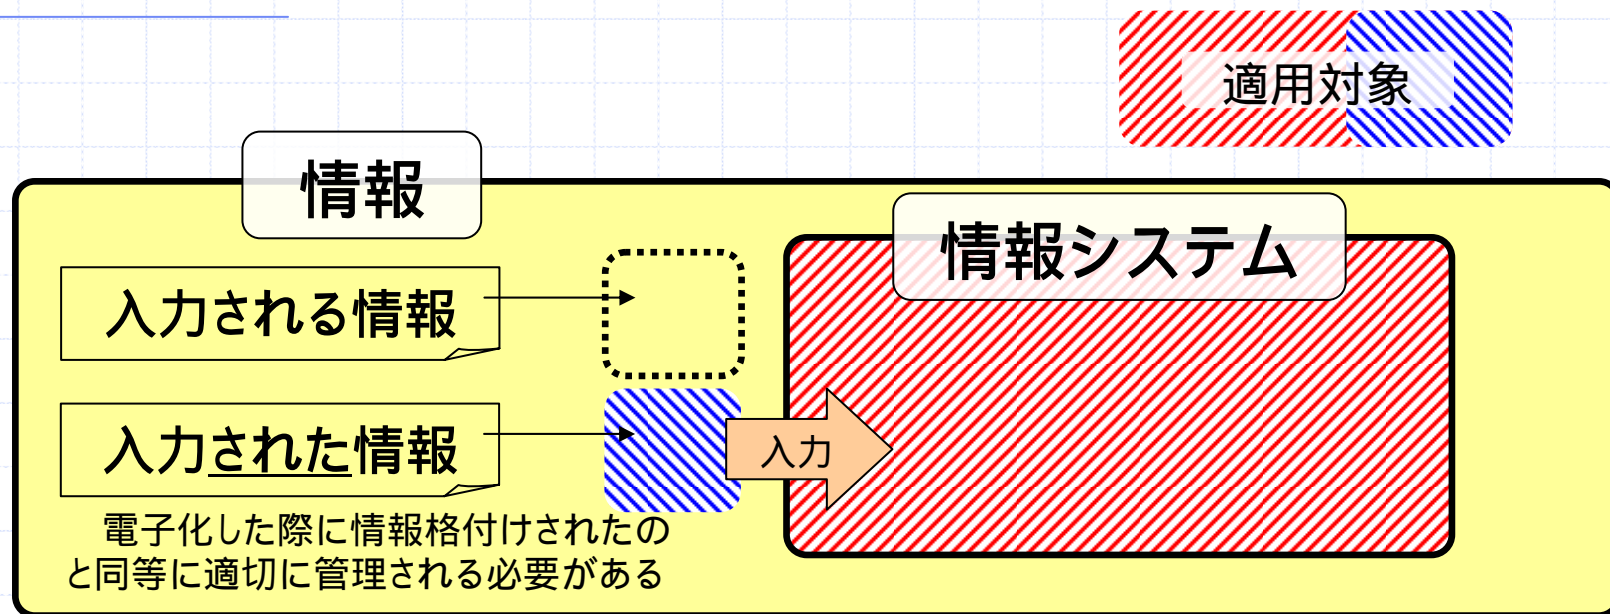 適用対象
情報
情報システム
入力される情報
入力された情報
入力
電子化した際に情報格付けされたの
と同等に適切に管理される必要がある